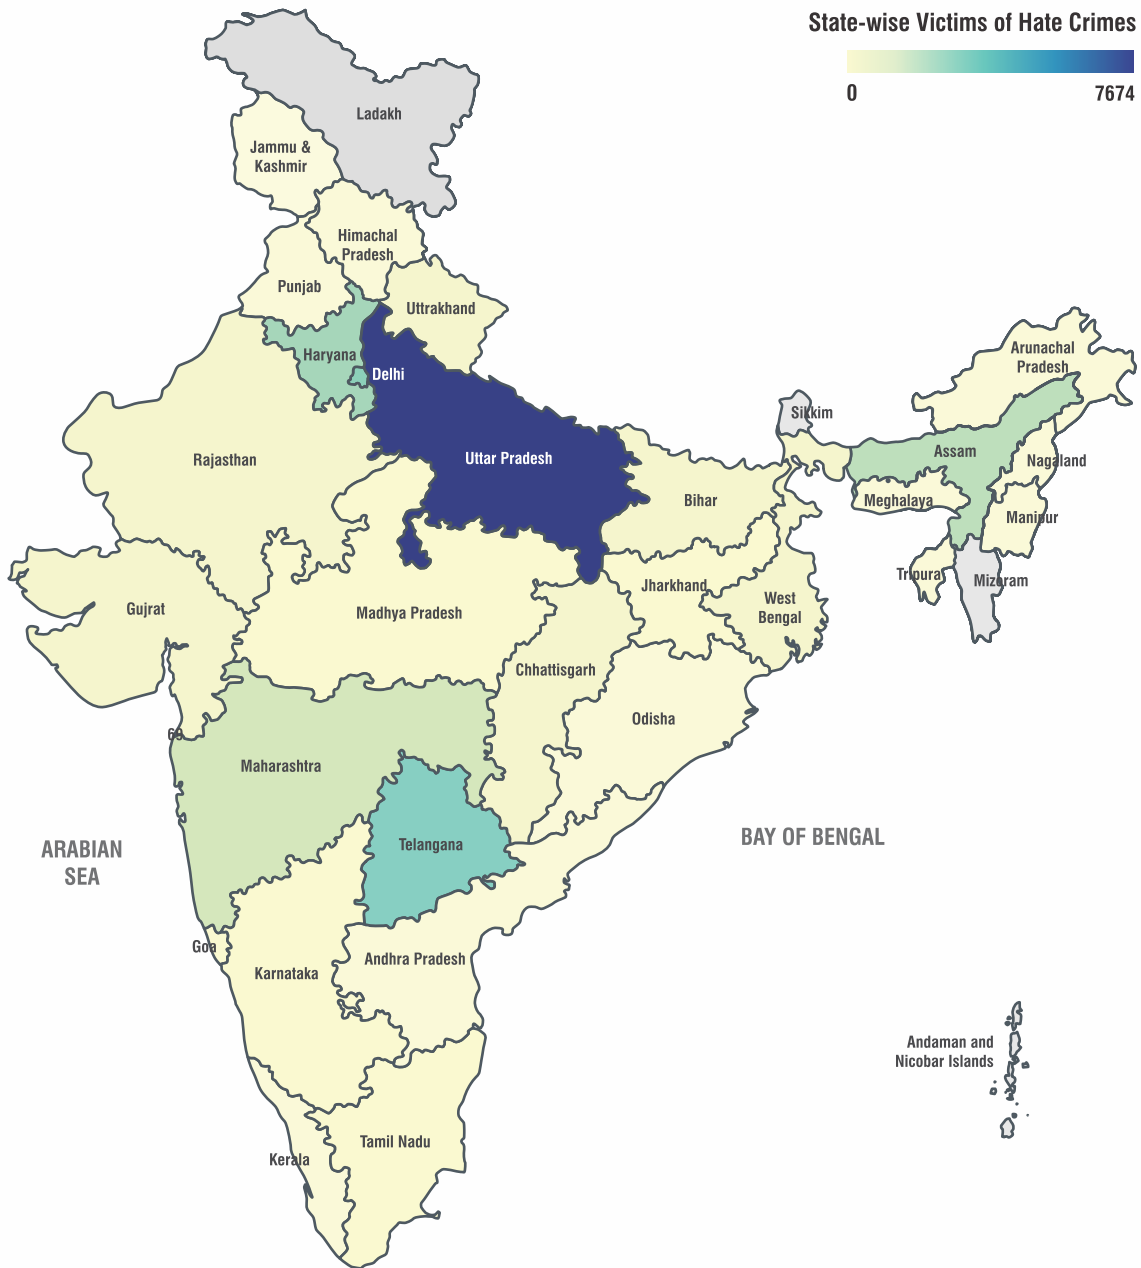 State-wise Victims of Hate Crimes
0
7674
Ladakh
Jammu &
Kashmir
Himachal
Pradesh
Punjab
Uttrakhand
Haryana
Delhi
Arunachal
Pradesh
Sikkim
Rajasthan
Uttar Pradesh
Assam
Nagaland
Bihar
Meghalaya
Manipur
Tripura
Mizoram
Jharkhand
Gujrat
Madhya Pradesh
West
Bengal
Chhattisgarh
Odisha
69
Maharashtra
Telangana
BAY OF BENGAL
ARABIAN
SEA
Goa
Andhra Pradesh
Karnataka
Andaman and
Nicobar Islands
Tamil Nadu
Kerala